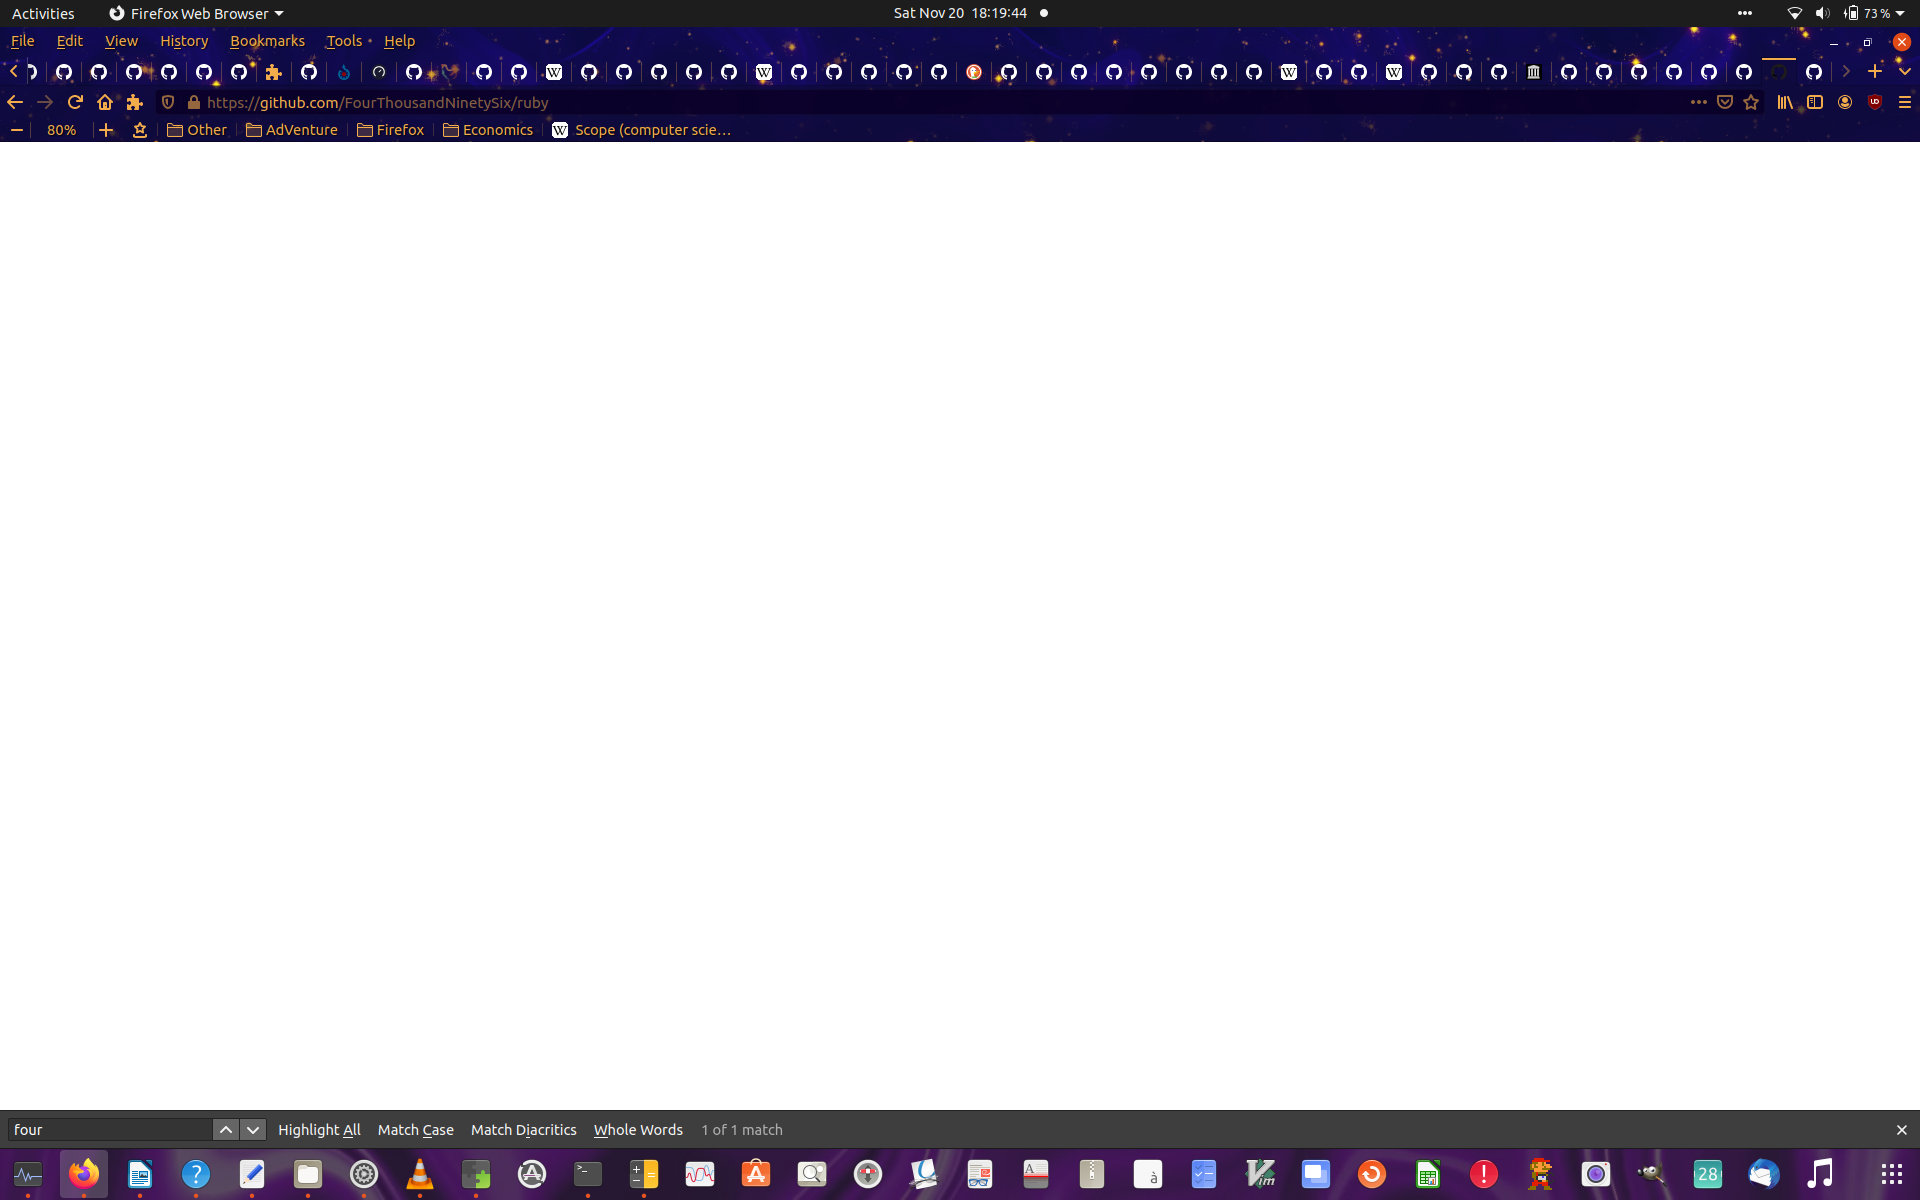 Activities Firefox Web Browser Sat Nov 20 18:19:44 73 %
File Edit View History Bookmarks Tools Help
https://github.com/FourThousandNinetySix/ruby
80% Other AdVenture Firefox Economics W Scope (computer scie…
four Highlight All Match Case Match Diacritics Whole Words 1 of 1 match
28